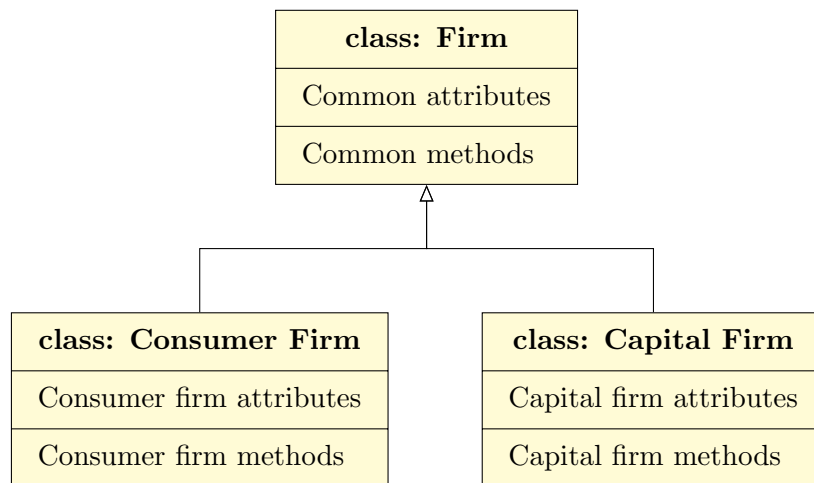 class: Firm
Common attributes
Common methods
class: Consumer Firm
Consumer firm attributes
Consumer firm methods
class: Capital Firm
Capital firm attributes
Capital firm methods